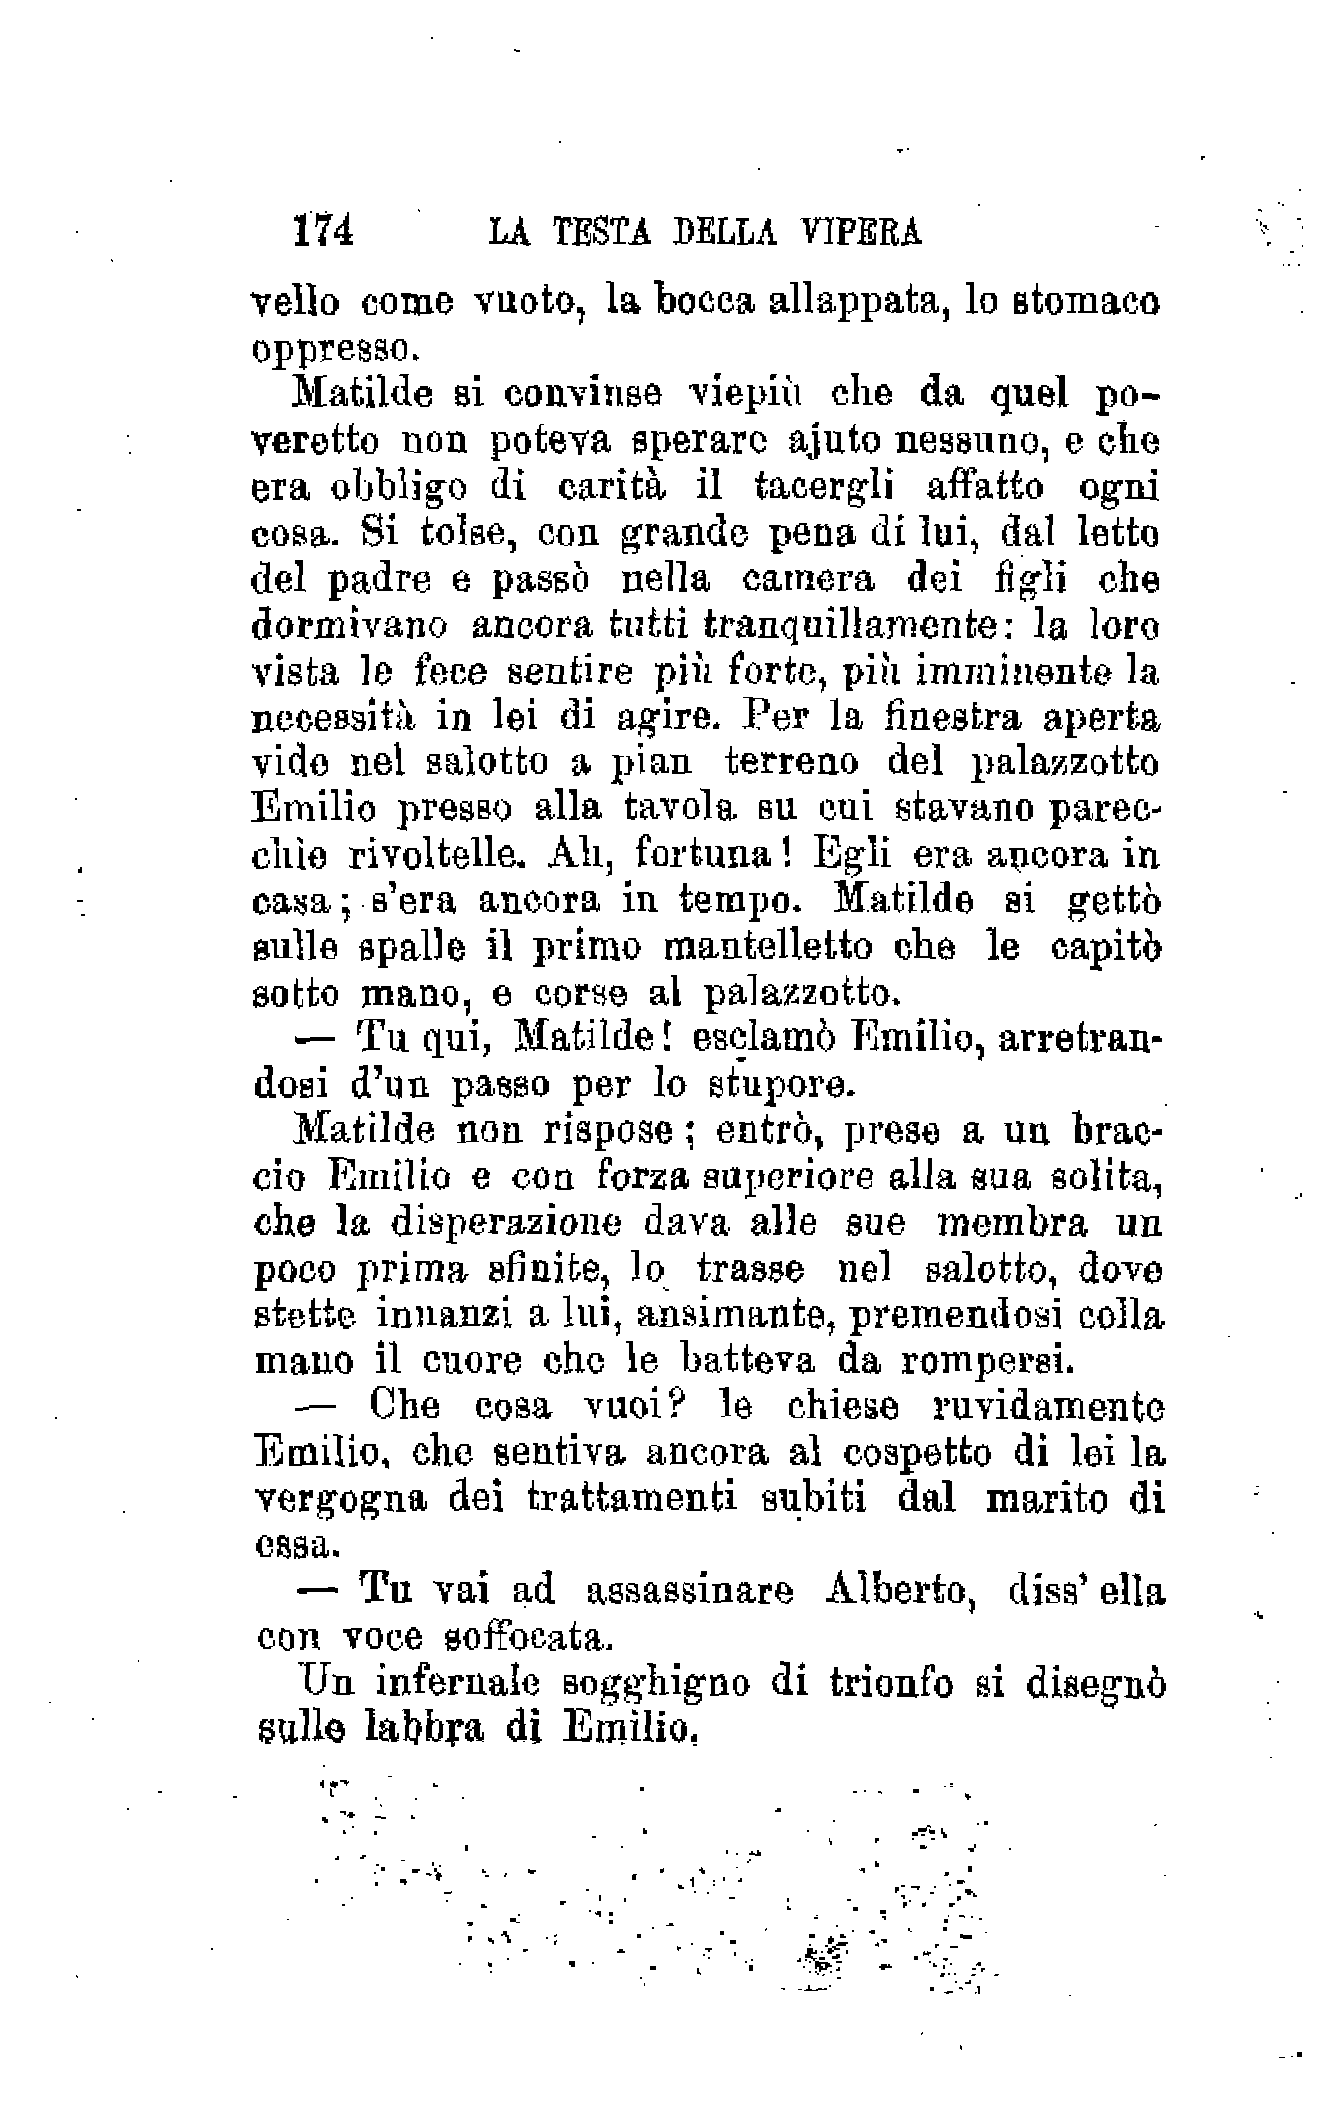 174 LA TESTA DELLA VIPERA
vello come vuoto, la bocca allappata, lo stomaco
oppresso.
Matilde si convinse viepiù che da quel po-
veretto non poteva sperare ajuto nessuno, e che
era obbligo di carità il tacergli affatto ogni
cosa. Si tolse, con grande pena di lui, dal letto
del padre e passò nella camera dei figli che
dormivano ancora tutti tranquillamente: la loro
vista le fece sentire più forte, più imminente la
necessità in lei di agire. Per la finestra aperta
vide nel salotto a pian terreno del palazzotto
Emilio presso alla tavola su cui stavano parec-
chie rivoltelle. Ah, fortuna! Egli era ancora in
casa; s'era ancora in tempo. Matilde si gettò
sulle spalle il primo mantelletto che le capitò
sotto mano, e corse al palazzotto.
— Tu qui, Matilde! esclamò Emilio, arretran-
dosi d'un passo per lo stupore.
Matilde non rispose; entrò, prese a un brac-
cio Emilio e con forza superiore alla sua solita,
che la disperazione dava alle sue membra un
poco prima sfinite, lo trasse nel salotto, dove
stette innanzi a lui, ansimante, premendosi colla
mano il cuore che le batteva da rompersi.
— Che cosa vuoi? le chiese ruvidamente
Emilio, che sentiva ancora al cospetto di lei la
vergogna dei trattamenti subiti dal marito di
essa.
— Tu vai ad assassinare Alberto, diss' ella
con voce soffocata.
Un infernale sogghigno di trionfo si disegnò
sulle labbra di Emilio.